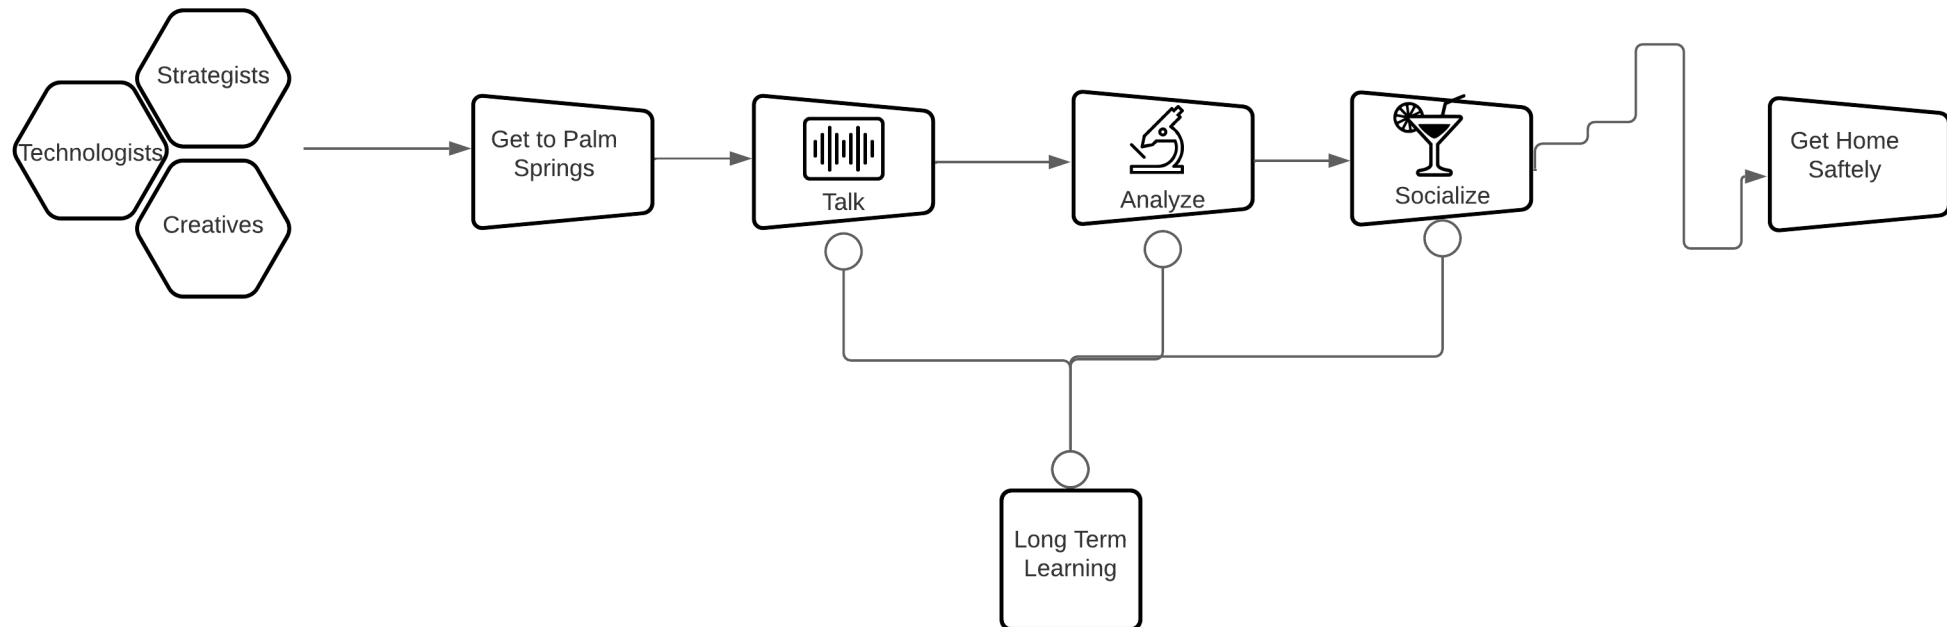 Strategists
Technologists
Creatives
Get to Palm
Springs
Talk
Analyze
Socialize
Get Home
Saftely
Long Term
Learning